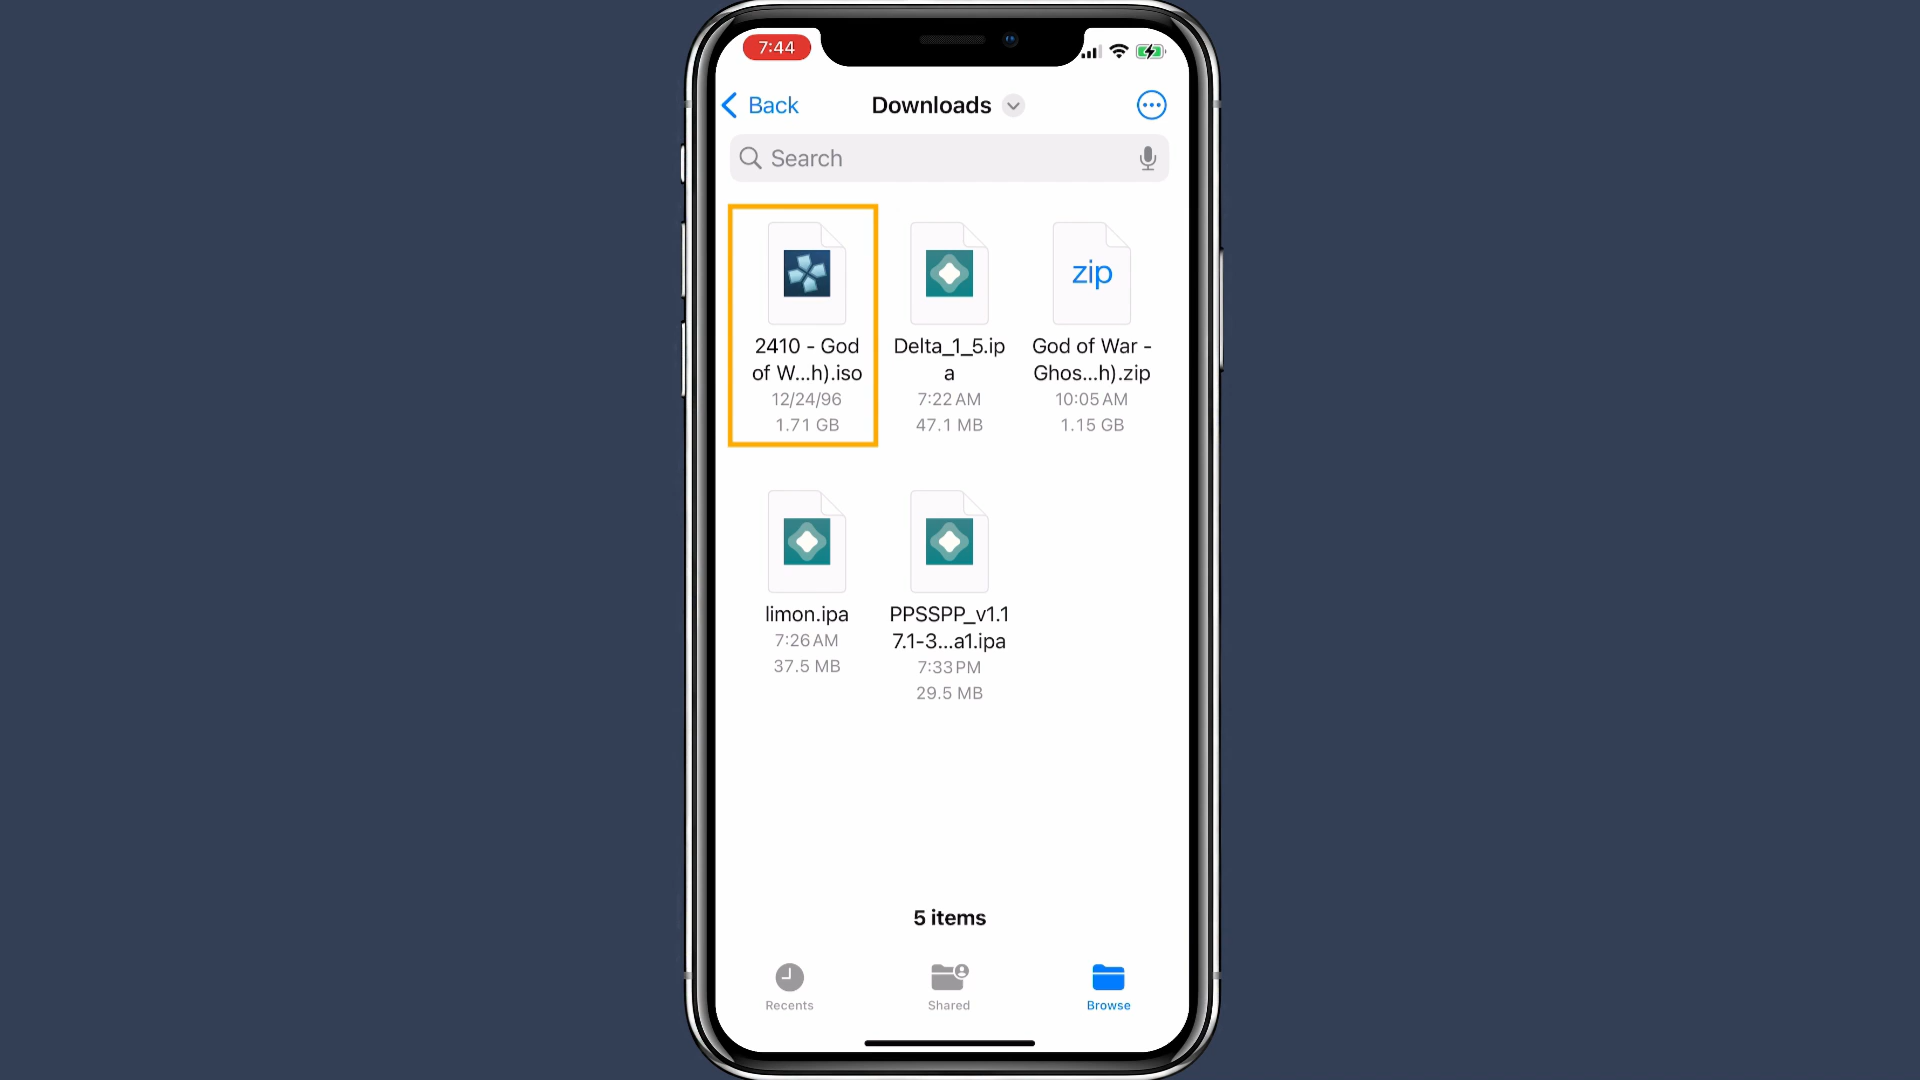 7:44
Back
Downloads
Search
2410 - God
of W...h).iso
12/24/96
1.71 GB
Delta_1_5.ip
a
7:22 AM
47.1 MB
zip
God of War -
Ghos...h).zip
10:05 AM
1.15 GB
limon.ipa
7:26 AM
37.5 MB
PPSSPP_v1.1
7.1-3...a1.ipa
7:33 PM
29.5 MB
5 items
Recents
Shared
Browse